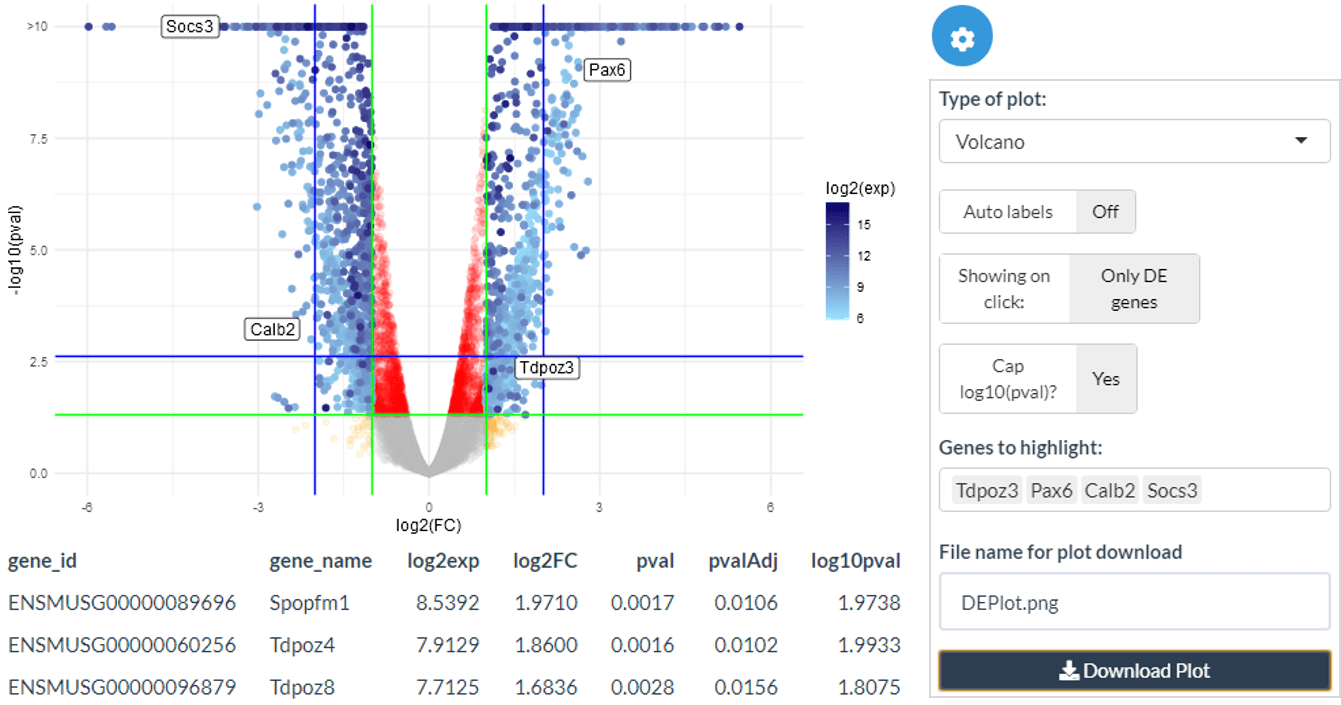 >10
7.5
5.0
2.5
0.0
-log10(pval)
-6
-3
0
3
6
log2(FC)
Socs3
Pax6
Calb2
Tdpoz3
log2(exp)
15
12
9
6
gene_id gene_name log2exp log2FC pval pvalAdj log10pval
ENSMUSG00000089696 Spopfm1 8.5392 1.9710 0.0017 0.0106 1.9738
ENSMUSG00000060256 Tdpoz4 7.9129 1.8600 0.0016 0.0102 1.9933
ENSMUSG00000096879 Tdpoz8 7.7125 1.6836 0.0028 0.0156 1.8075
Type of plot:
Volcano
Auto labels Off
Showing on
click:
Only DE
genes
Cap
log10(pval)?
Yes
Genes to highlight:
Tdpoz3 Pax6 Calb2 Socs3
File name for plot download
DEPlot.png
Download Plot